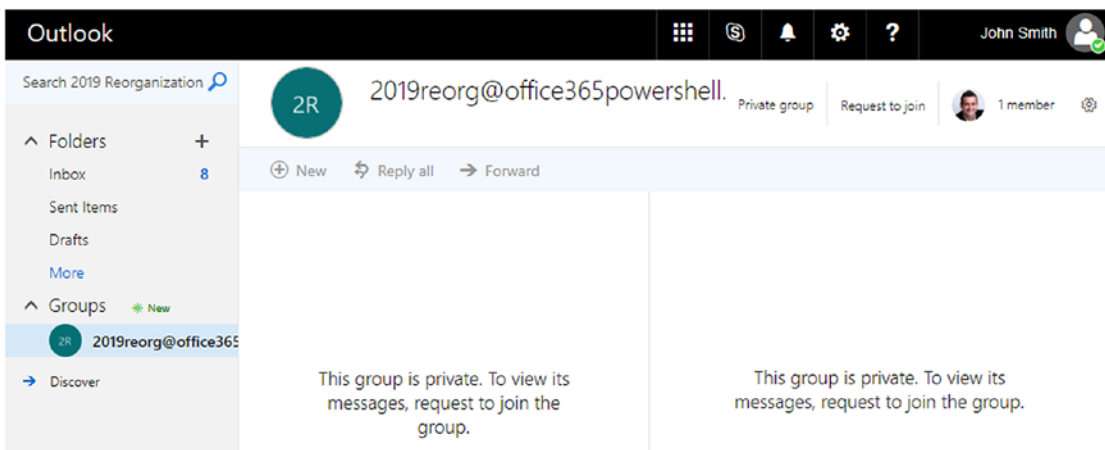 Outlook
John Smith
Search 2019 Reorganization
Folders
Inbox 8
Sent Items
Drafts
More
Groups New
2R 2019reorg@office365
Discover
2R 2019reorg@office365powershell. Private group Request to join 1 member
New Reply all Forward
This group is private. To view its
messages, request to join the
group.
This group is private. To view its
messages, request to join the group.